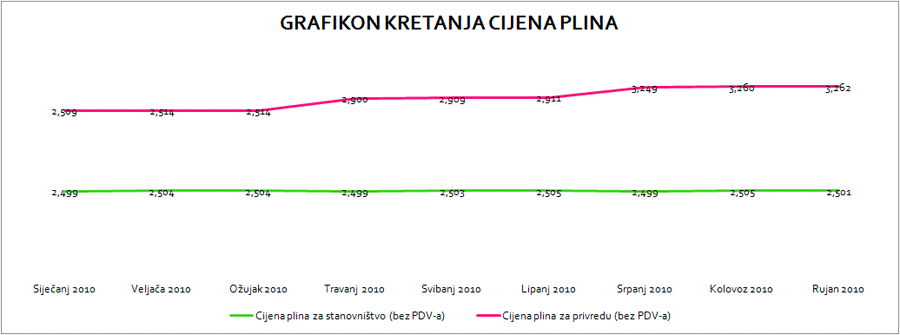 GRAFIKON KRETANJA CIJENA PLINA
2,509 2,514 2,514 2,900 2,909 2,911 3,249 3,260 3,262
2,499 2,504 2,504 2,499 2,503 2,505 2,499 2,505 2,501
Siječanj 2010 Veljača 2010 Ožujak 2010 Travanj 2010 Svibanj 2010 Lipanj 2010 Srpanj 2010 Kolovoz 2010 Rujan 2010
Cijena plina za stanovništvo (bez PDV-a) Cijena plina za privredu (bez PDV-a)